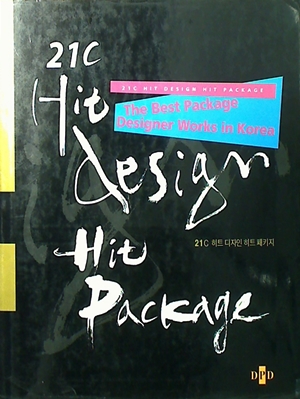 21C
Hit
21C HIT DESIGN HIT PACKAGE
The Best Package
Designer Works in Korea
design
21C 히트 디자인 히트 패키지
Hit
Package
DPD